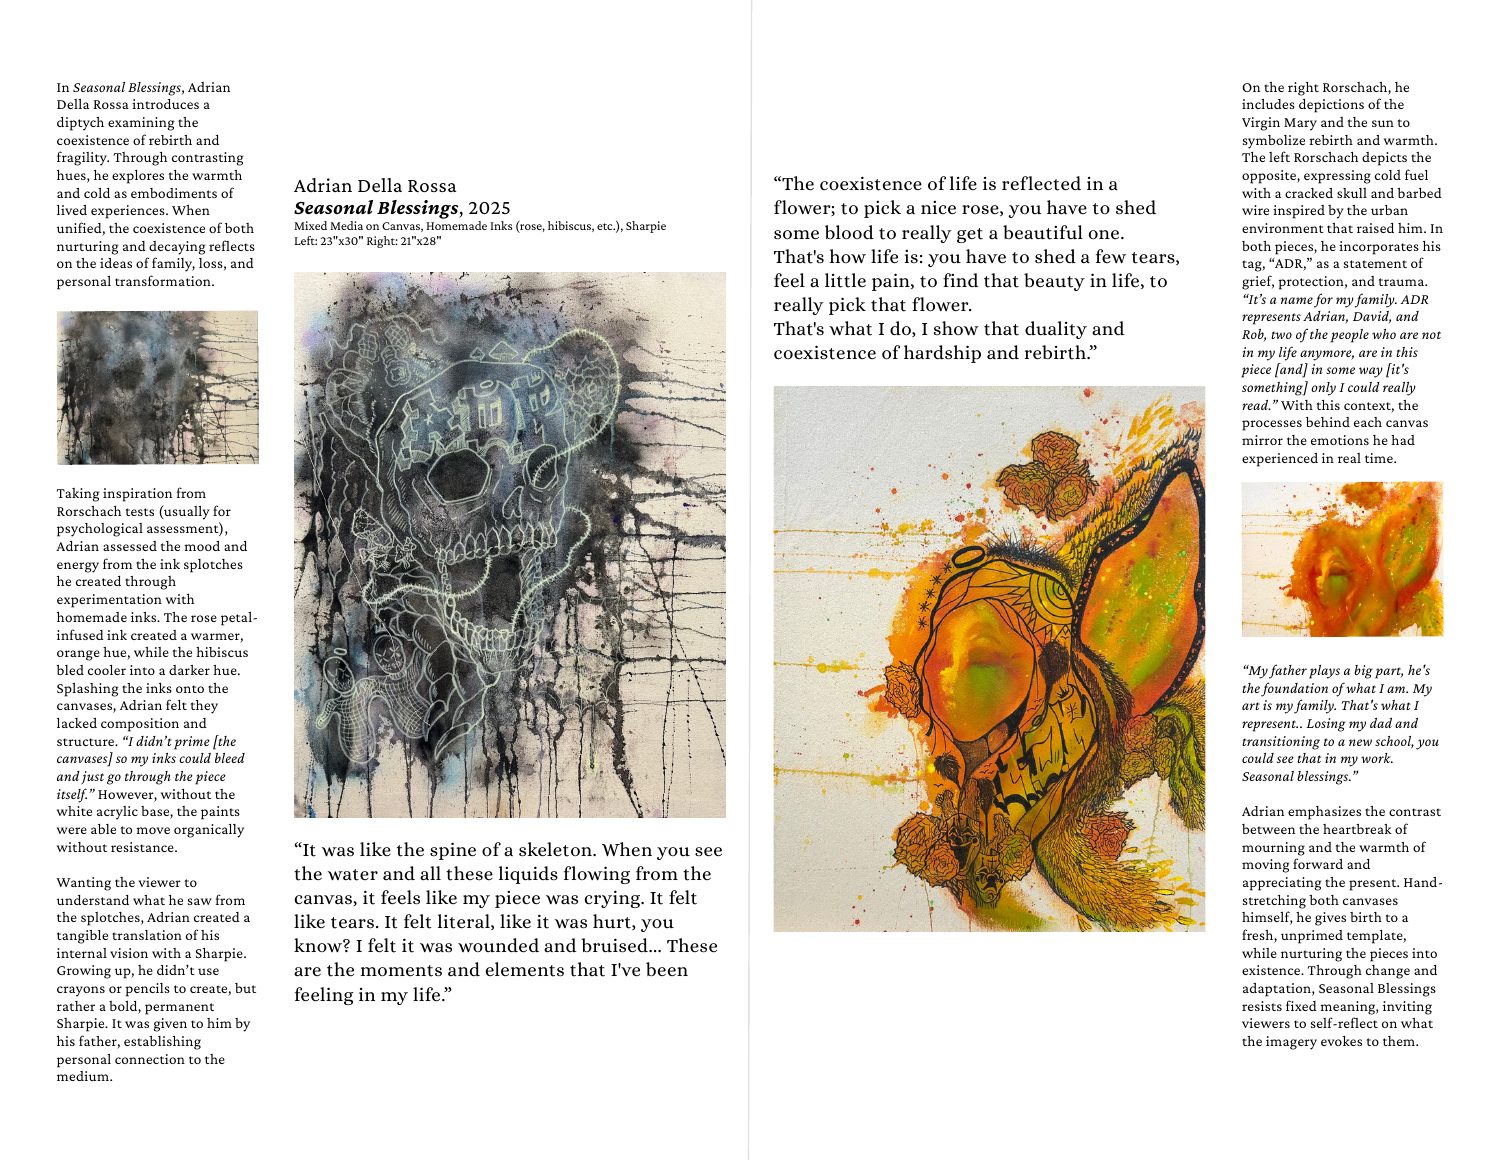 In Seasonal Blessings, Adrian
Della Rossa introduces a
diptych examining the
coexistence of rebirth and
fragility. Through contrasting
hues, he explores the warmth
and cold as embodiments of
lived experiences. When
unified, the coexistence of both
nurturing and decaying reflects
on the ideas of family, loss, and
personal transformation.
Taking inspiration from
Rorschach tests (usually for
psychological assessment),
Adrian assessed the mood and
energy from the ink splotches
he created through
experimentation with
homemade inks. The rose petal-
infused ink created a warmer,
orange hue, while the hibiscus
bled cooler into a darker hue.
Splashing the inks onto the
canvases, Adrian felt they
lacked composition and
structure. “I didn’t prime [the
canvases] so my inks could bleed
and just go through the piece
itself.” However, without the
white acrylic base, the paints
were able to move organically
without resistance.
Wanting the viewer to
understand what he saw from
the splotches, Adrian created a
tangible translation of his
internal vision with a Sharpie.
Growing up, he didn’t use
crayons or pencils to create, but
rather a bold, permanent
Sharpie. It was given to him by
his father, establishing
personal connection to the
medium.
Adrian Della Rossa
Seasonal Blessings, 2025
Mixed Media on Canvas, Homemade Inks (rose, hibiscus, etc.), Sharpie
Left: 23"x30" Right: 21"x28"
“It was like the spine of a skeleton. When you see
the water and all these liquids flowing from the
canvas, it feels like my piece was crying. It felt
like tears. It felt literal, like it was hurt, you
know? I felt it was wounded and bruised... These
are the moments and elements that I've been
feeling in my life.”
“The coexistence of life is reflected in a
flower; to pick a nice rose, you have to shed
some blood to really get a beautiful one.
That's how life is: you have to shed a few tears,
feel a little pain, to find that beauty in life, to
really pick that flower.
That's what I do, I show that duality and
coexistence of hardship and rebirth.”
On the right Rorschach, he
includes depictions of the
Virgin Mary and the sun to
symbolize rebirth and warmth.
The left Rorschach depicts the
opposite, expressing cold fuel
with a cracked skull and barbed
wire inspired by the urban
environment that raised him. In
both pieces, he incorporates his
tag, “ADR,” as a statement of
grief, protection, and trauma.
“It’s a name for my family. ADR
represents Adrian, David, and
Rob, two of the people who are not
in my life anymore, are in this
piece [and] in some way [it's
something] only I could really
read.” With this context, the
processes behind each canvas
mirror the emotions he had
experienced in real time.
“My father plays a big part, he's
the foundation of what I am. My
art is my family. That's what I
represent.. Losing my dad and
transitioning to a new school, you
could see that in my work.
Seasonal blessings.”
Adrian emphasizes the contrast
between the heartbreak of
mourning and the warmth of
moving forward and
appreciating the present. Hand-
stretching both canvases
himself, he gives birth to a
fresh, unprimed template,
while nurturing the pieces into
existence. Through change and
adaptation, Seasonal Blessings
resists fixed meaning, inviting
viewers to self-reflect on what
the imagery evokes to them.